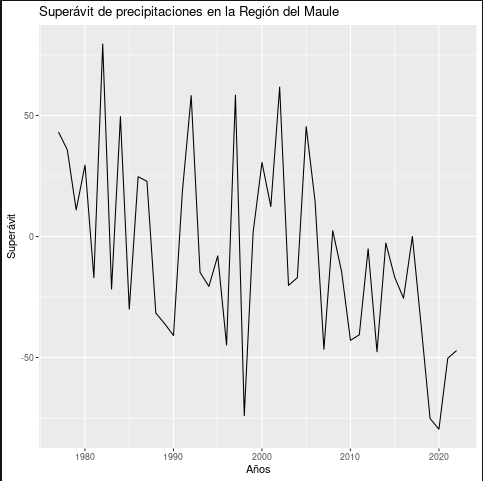 Superávit de precipitaciones en la Región del Maule
50
0
-50
Superávit
1980
1990
2000
2010
2020
Años